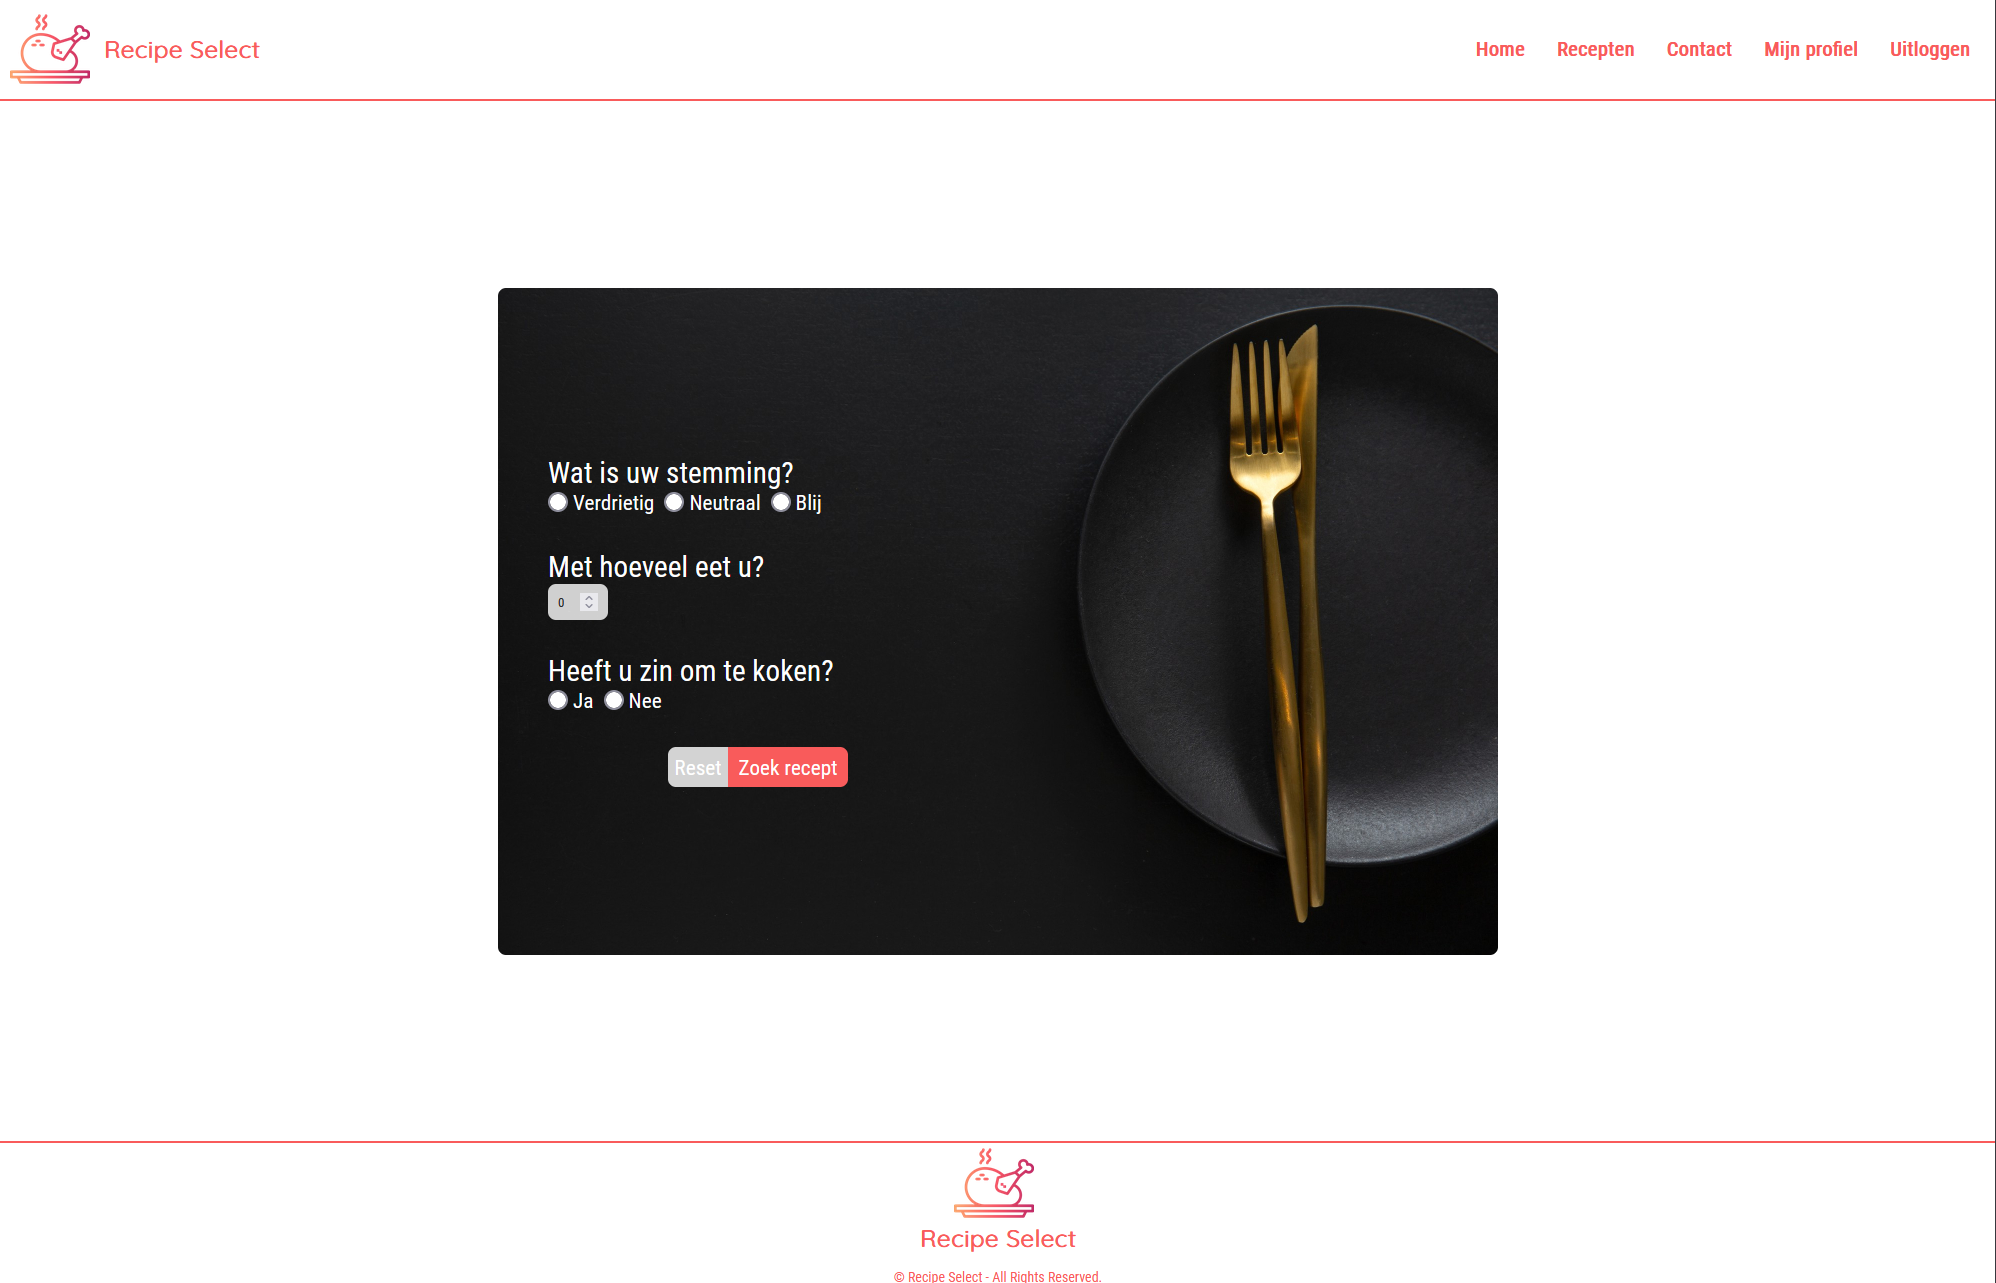 Recipe Select
Home Recepten Contact Mijn profiel Uitloggen
Wat is uw stemming?
Verdrietig Neutraal Blij
Met hoeveel eet u?
0
Heeft u zin om te koken?
Ja Nee
Reset Zoek recept
Recipe Select
© Recipe Select - All Rights Reserved.